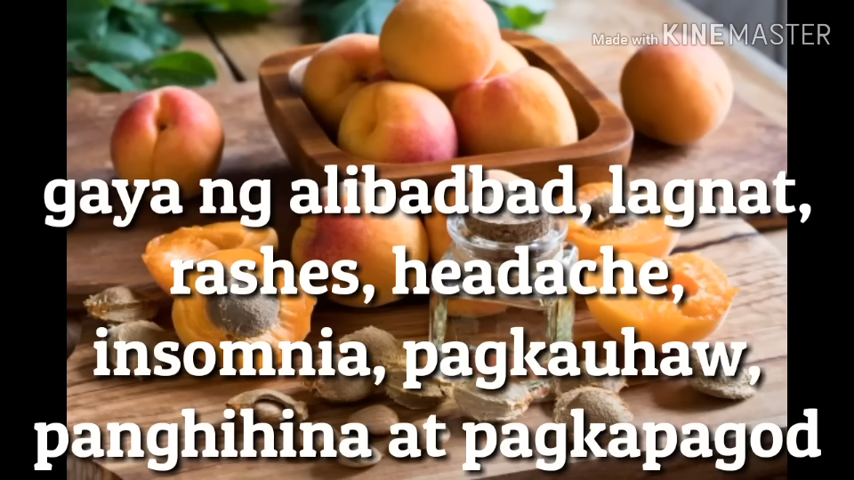 Made with KINEMASTER
gaya ng alibadbad, lagnat,
rashes, headache,
insomnia, pagkauhaw,
panghihina at pagkapagod